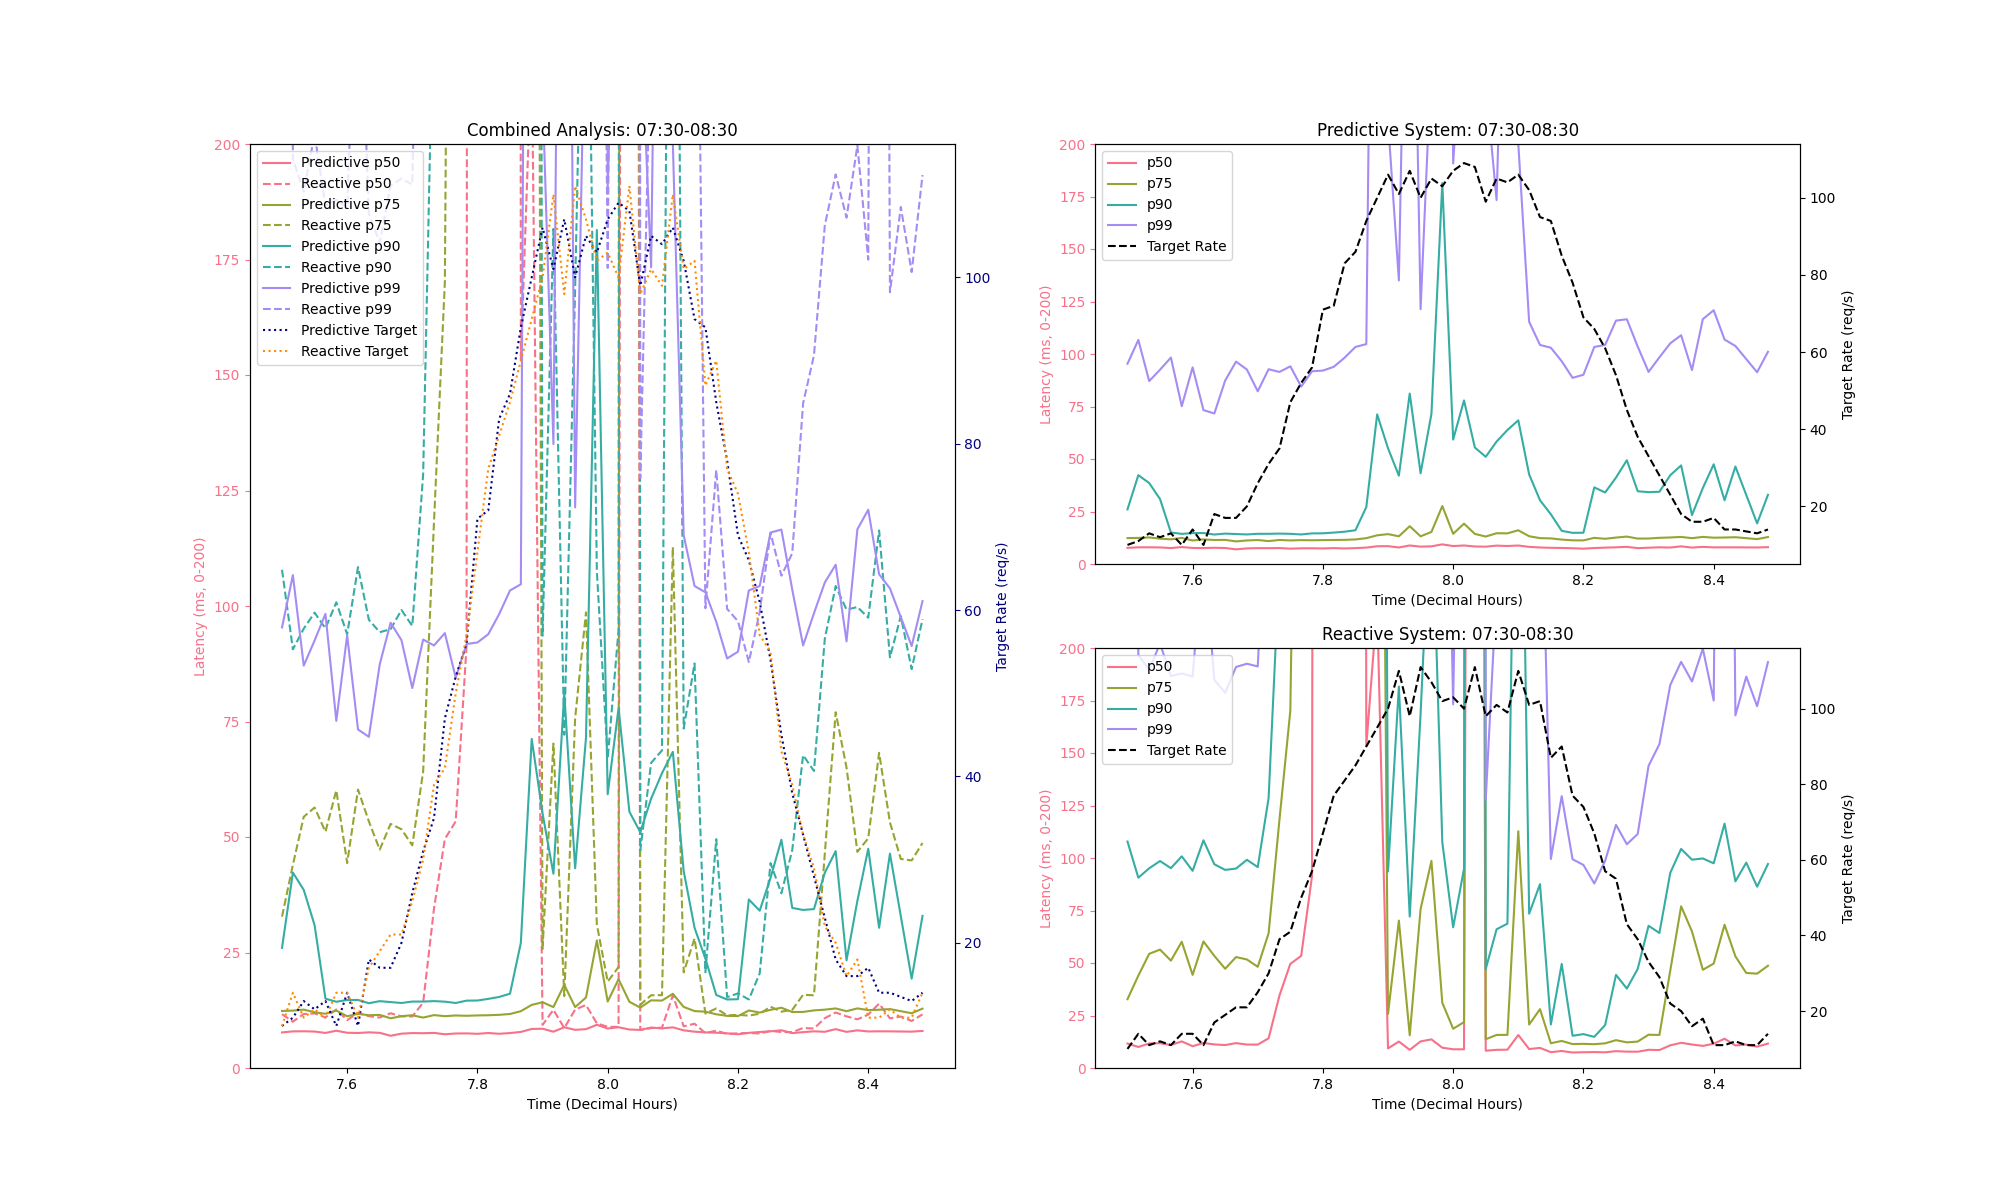 Combined Analysis: 07:30-08:30
200
175
150
125
100
75
50
25
0
Latency (ms, 0-200)
Predictive p50
Reactive p50
Predictive p75
Reactive p75
Predictive p90
Reactive p90
Predictive p99
Reactive p99
Predictive Target
Reactive Target
100
80
60
40
20
Target Rate (req/s)
7.6 7.8 8.0 8.2 8.4
Time (Decimal Hours)
Predictive System: 07:30-08:30
200
175
150
125
100
75
50
25
0
Latency (ms, 0-200)
p50
p75
p90
p99
Target Rate
100
80
60
40
20
Target Rate (req/s)
7.6 7.8 8.0 8.2 8.4
Time (Decimal Hours)
Reactive System: 07:30-08:30
200
175
150
125
100
75
50
25
0
Latency (ms, 0-200)
p50
p75
p90
p99
Target Rate
100
80
60
40
20
Target Rate (req/s)
7.6 7.8 8.0 8.2 8.4
Time (Decimal Hours)